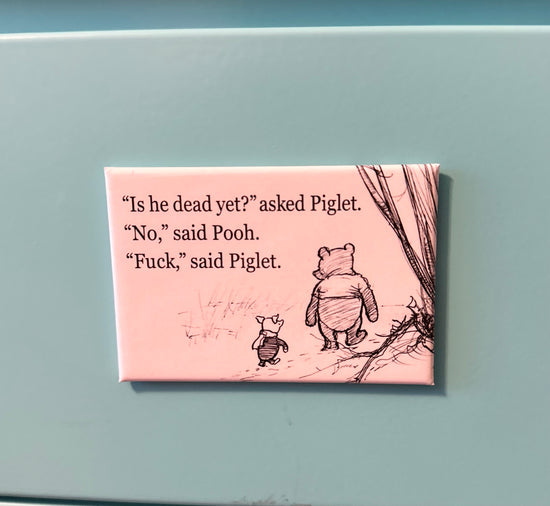 “Is he dead yet?” asked Piglet.
“No,” said Pooh.
“Fuck,” said Piglet.